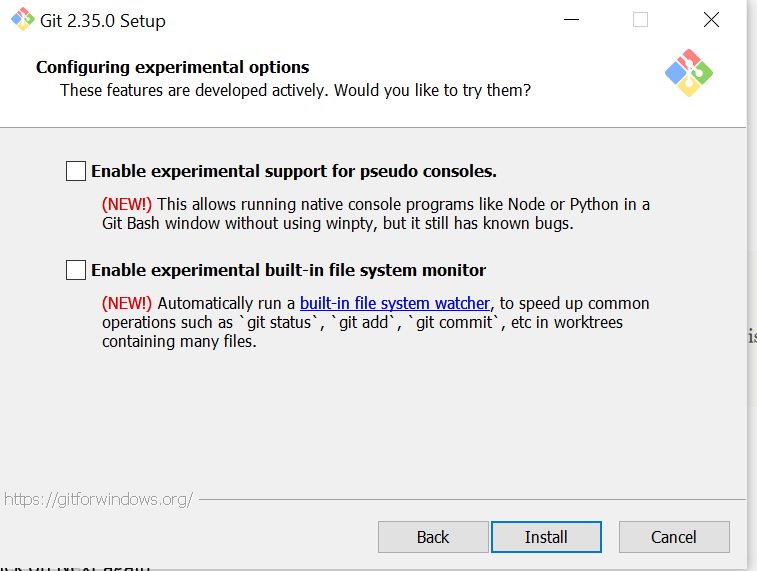 Git 2.35.0 Setup
Configuring experimental options
These features are developed actively. Would you like to try them?
Enable experimental support for pseudo consoles.
(NEW!) This allows running native console programs like Node or Python in a
Git Bash window without using winpty, but it still has known bugs.
Enable experimental built-in file system monitor
(NEW!) Automatically run a built-in file system watcher, to speed up common
operations such as `git status`, `git add`, `git commit`, etc in worktrees
containing many files.
https://gitforwindows.org/
Back
Install
Cancel